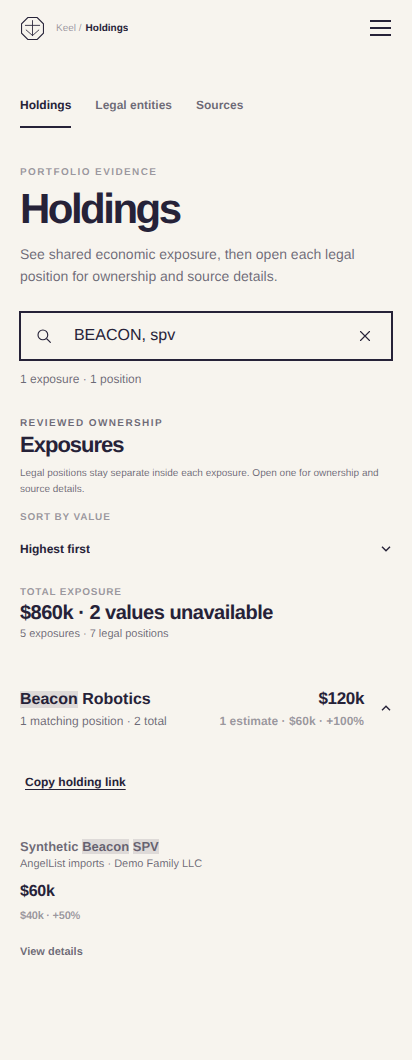 Keel / Holdings
Holdings Legal entities Sources
PORTFOLIO EVIDENCE
Holdings
See shared economic exposure, then open each legal
position for ownership and source details.
BEACON, spv
1 exposure · 1 position
REVIEWED OWNERSHIP
Exposures
Legal positions stay separate inside each exposure. Open one for ownership and
source details.
SORT BY VALUE
Highest first
TOTAL EXPOSURE
$860k · 2 values unavailable
5 exposures · 7 legal positions
Beacon Robotics $120k
1 matching position · 2 total 1 estimate · $60k · +100%
Copy holding link
Synthetic Beacon SPV
AngelList imports · Demo Family LLC
$60k
$40k · +50%
View details